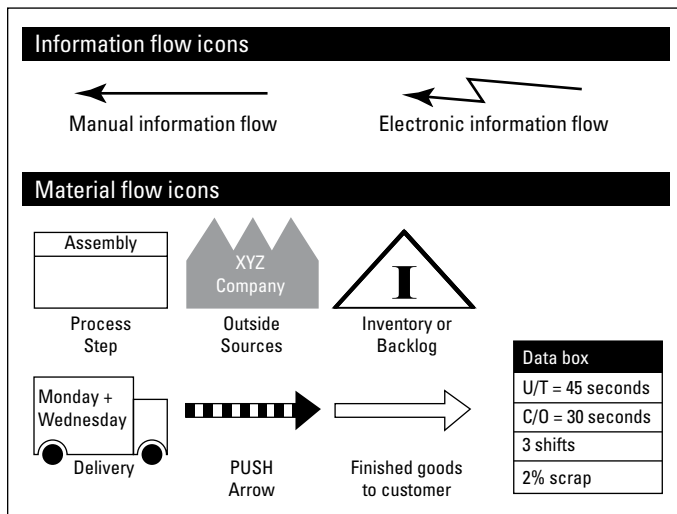 Information flow icons
Manual information flow
Electronic information flow
Material flow icons
Assembly
Process
Step
XYZ
Company
Outside
Sources
I
Inventory or
Backlog
Monday +
Wednesday
Delivery
PUSH
Arrow
Finished goods
to customer
Data box
U/T = 45 seconds
C/O = 30 seconds
3 shifts
2% scrap